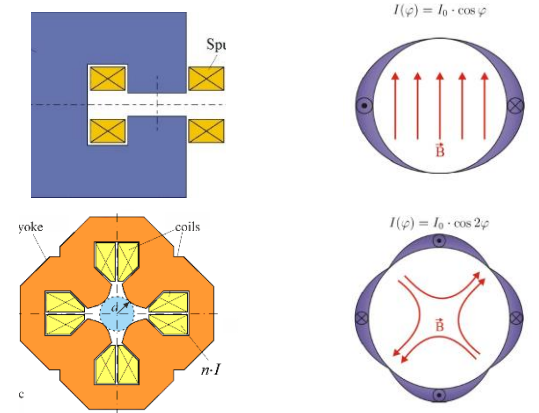 Spu
I(φ) = I₀ · cos φ
B⃗
yoke
coils
d
n·I
c
I(φ) = I₀ · cos 2φ
B⃗